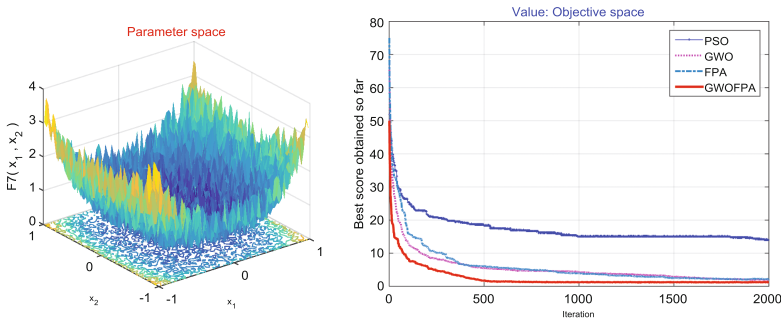 Parameter space
F7( x1 , x2 )
4
3
2
1
0
1
0
-1
x2
-1
0
1
x1
Value: Objective space
Best score obtained so far
80
70
60
50
40
30
20
10
0
0
500
1000
1500
2000
Iteration
PSO
GWO
FPA
GWOFPA